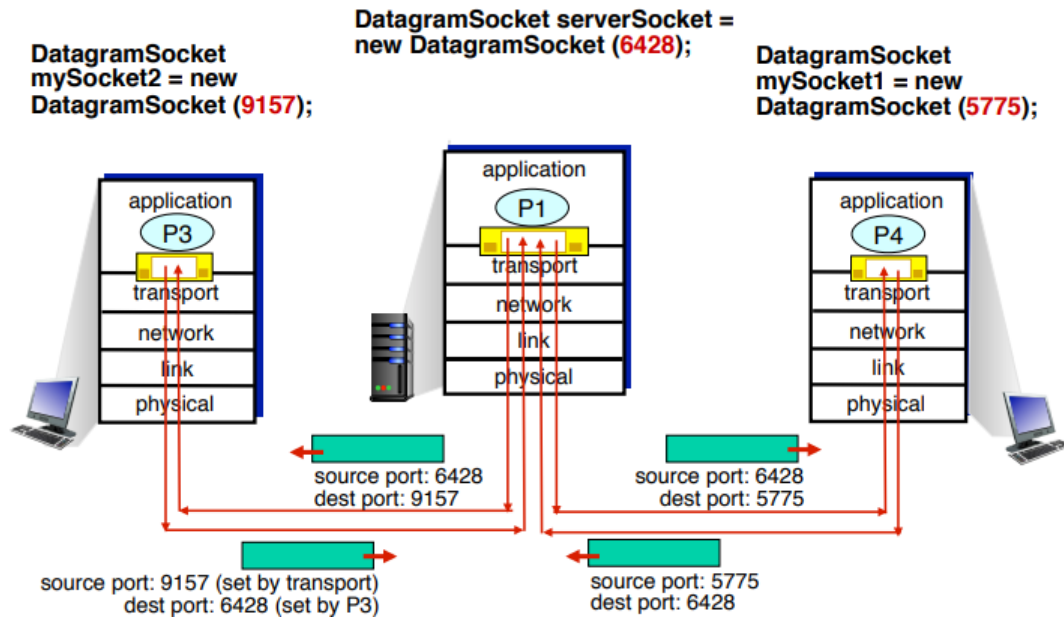 DatagramSocket serverSocket =
new DatagramSocket (6428);
DatagramSocket
mySocket2 = new
DatagramSocket (9157);
DatagramSocket
mySocket1 = new
DatagramSocket (5775);
application
P3
transport
network
link
physical
application
P1
transport
network
link
physical
application
P4
transport
network
link
physical
source port: 6428
dest port: 9157
source port: 6428
dest port: 5775
source port: 9157 (set by transport)
dest port: 6428 (set by P3)
source port: 5775
dest port: 6428